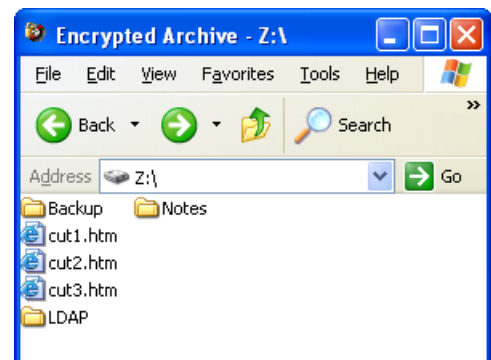 Encrypted Archive - Z:\
File Edit View Favorites Tools Help
Back Search »
Address Z:\ Go
Backup Notes
cut1.htm
cut2.htm
cut3.htm
LDAP